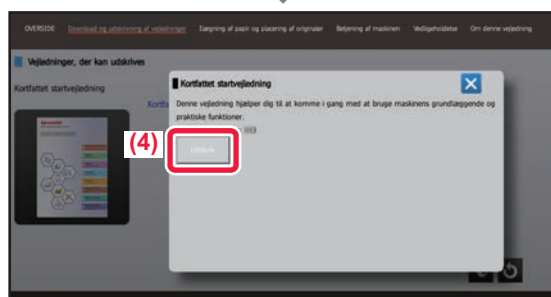 OVERSIDE Download og udskrivning af vejledninger Ilægning af papir og placering af originaler Betjening af maskinen Vedligeholdelse Om denne vejledning
Vejledninger, der kan udskrives
Kortfattet startvejledning
Kortfa
Kortfattet startvejledning
Denne vejledning hjælper dig til at komme i gang med at bruge maskinens grundlæggende og
praktiske funktioner.
(4)